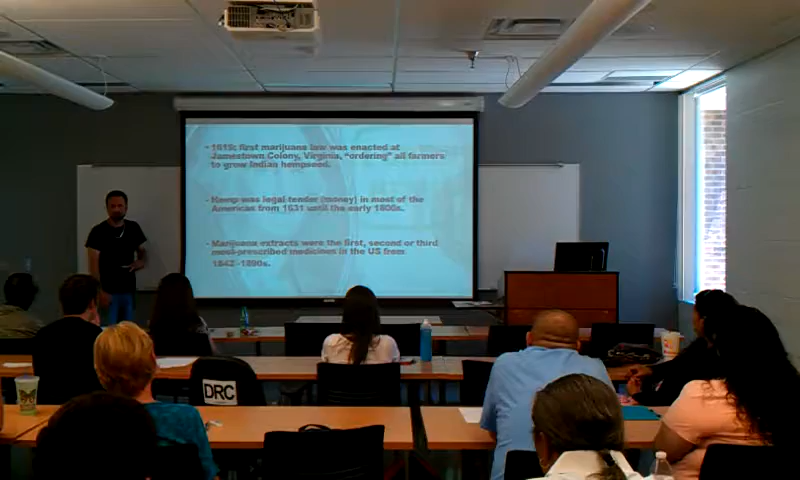 • 1619: first marijuana law was enacted at
Jamestown Colony, Virginia, "ordering" all farmers
to grow Indian hempseed.
• Hemp was legal tender (money) in most of the
Americas from 1631 until the early 1800s.
• Marijuana extracts were the first, second or third
most-prescribed medicines in the US from
1842 -1890s.
DRC